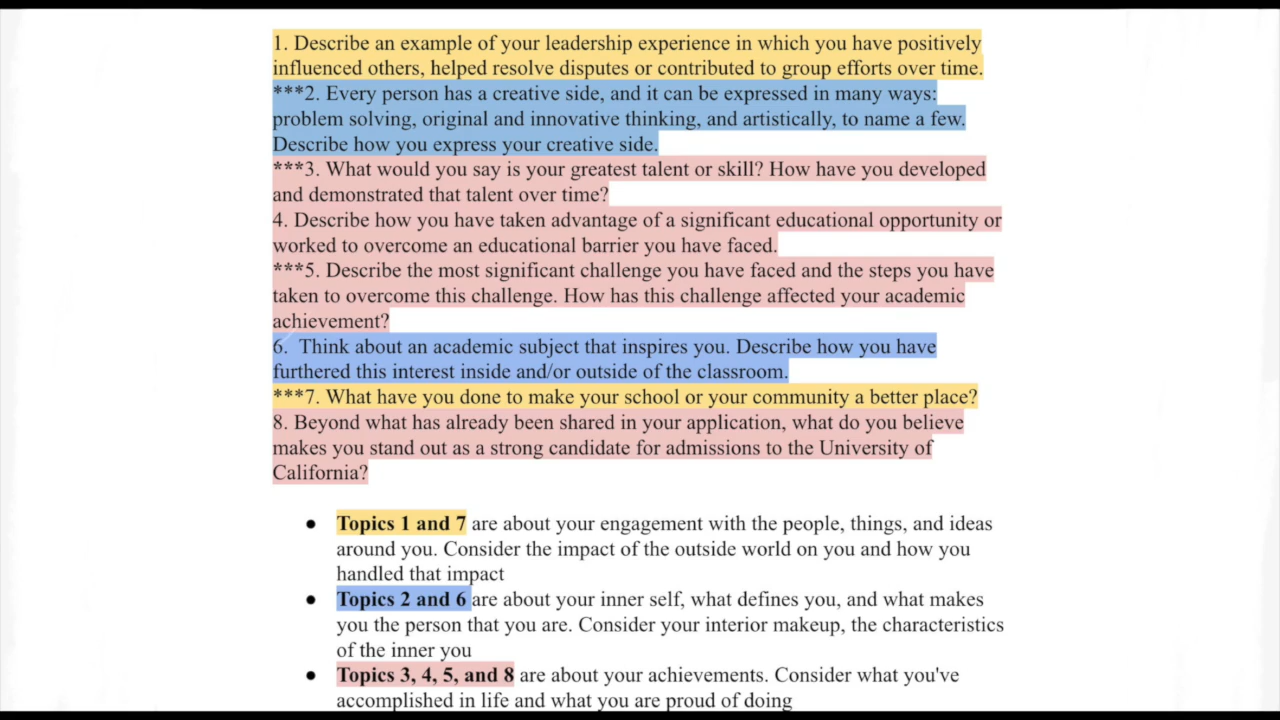 1. Describe an example of your leadership experience in which you have positively
influenced others, helped resolve disputes or contributed to group efforts over time.
***2. Every person has a creative side, and it can be expressed in many ways:
problem solving, original and innovative thinking, and artistically, to name a few.
Describe how you express your creative side.
***3. What would you say is your greatest talent or skill? How have you developed
and demonstrated that talent over time?
4. Describe how you have taken advantage of a significant educational opportunity or
worked to overcome an educational barrier you have faced.
***5. Describe the most significant challenge you have faced and the steps you have
taken to overcome this challenge. How has this challenge affected your academic
achievement?
6.  Think about an academic subject that inspires you. Describe how you have
furthered this interest inside and/or outside of the classroom.
***7. What have you done to make your school or your community a better place?
8. Beyond what has already been shared in your application, what do you believe
makes you stand out as a strong candidate for admissions to the University of
California?
● Topics 1 and 7 are about your engagement with the people, things, and ideas
around you. Consider the impact of the outside world on you and how you
handled that impact
● Topics 2 and 6 are about your inner self, what defines you, and what makes
you the person that you are. Consider your interior makeup, the characteristics
of the inner you
● Topics 3, 4, 5, and 8 are about your achievements. Consider what you've
accomplished in life and what you are proud of doing